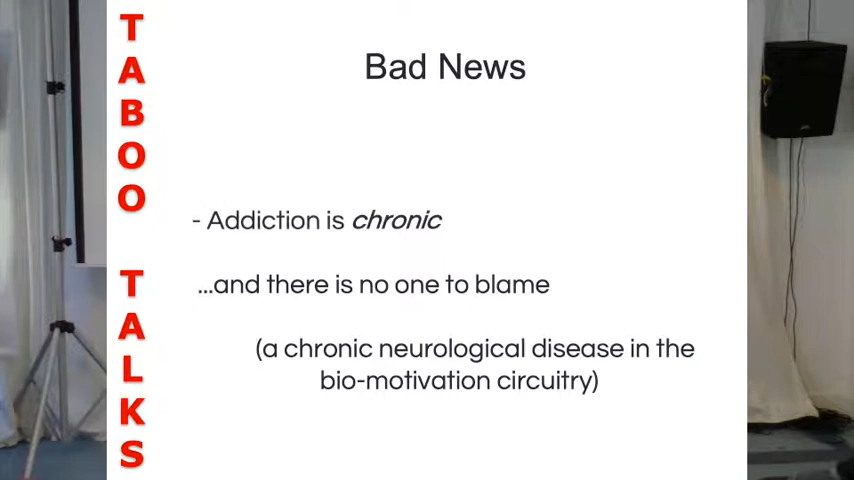 TABOO TALKS
Bad News
- Addiction is chronic
...and there is no one to blame
(a chronic neurological disease in the
bio-motivation circuitry)